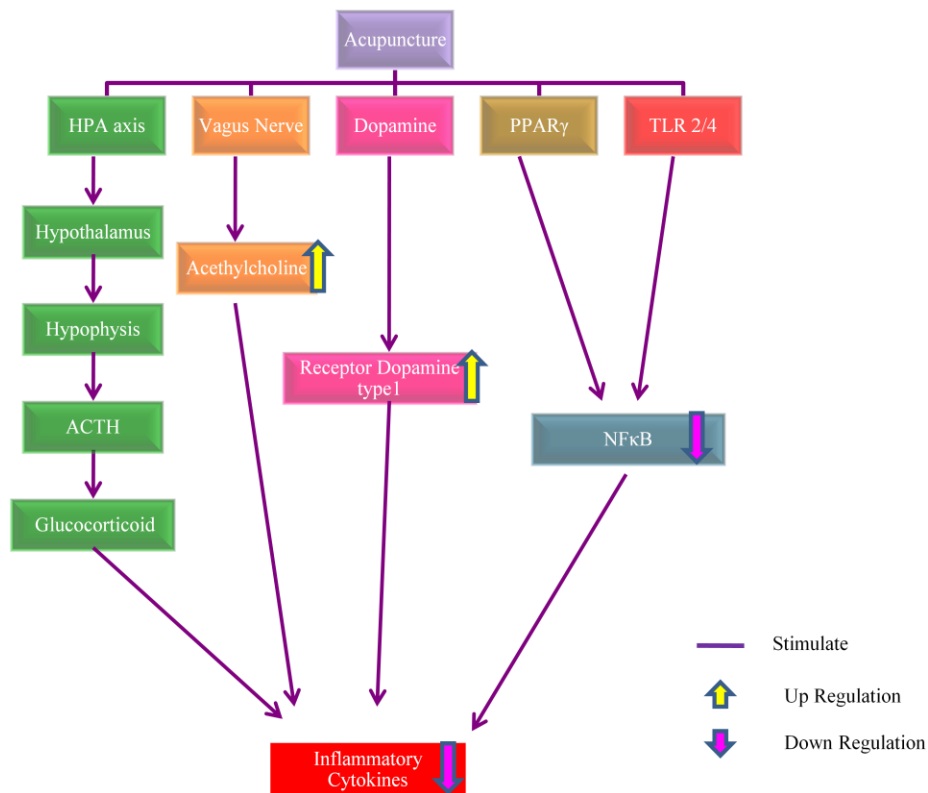 Acupuncture
HPA axis
Vagus Nerve
Dopamine
PPARγ
TLR 2/4
Hypothalamus
Acethylcholine
Hypophysis
Receptor Dopamine
type1
ACTH
NFκB
Glucocorticoid
Stimulate
Up Regulation
Down Regulation
Inflammatory
Cytokines